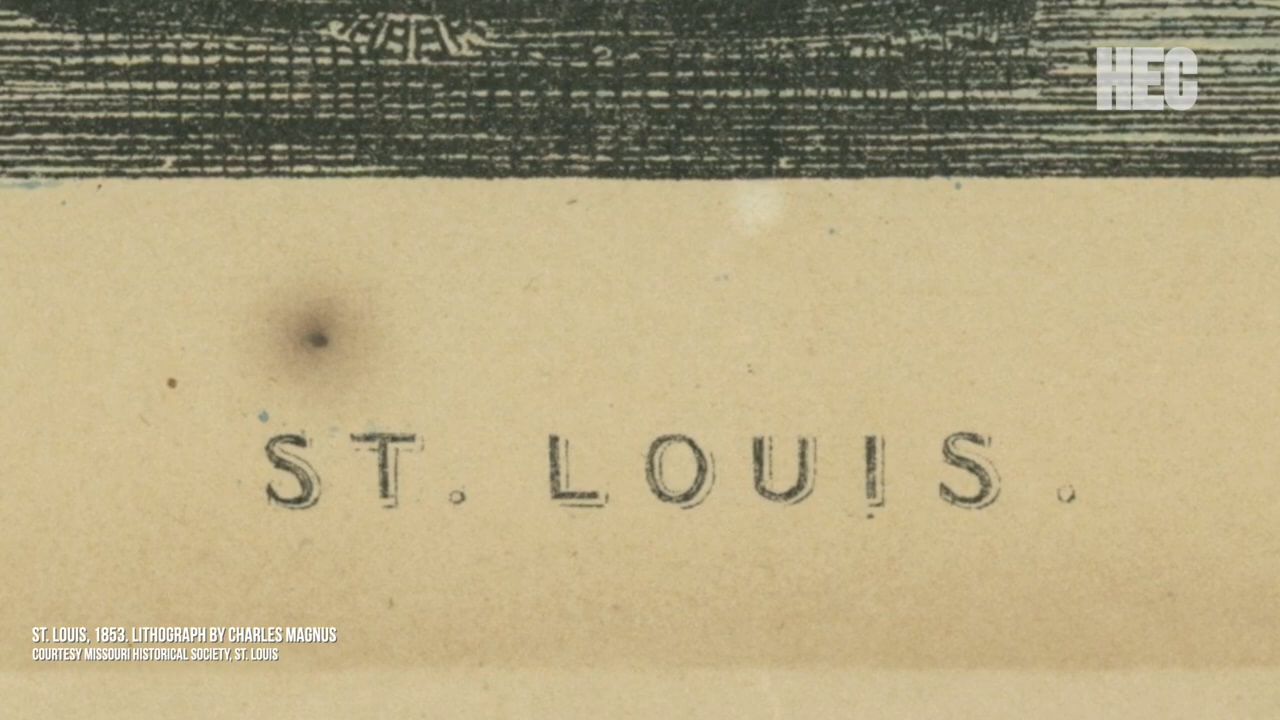 HEC
ST. LOUIS.
ST. LOUIS, 1853. LITHOGRAPH BY CHARLES MAGNUS
COURTESY MISSOURI HISTORICAL SOCIETY, ST. LOUIS